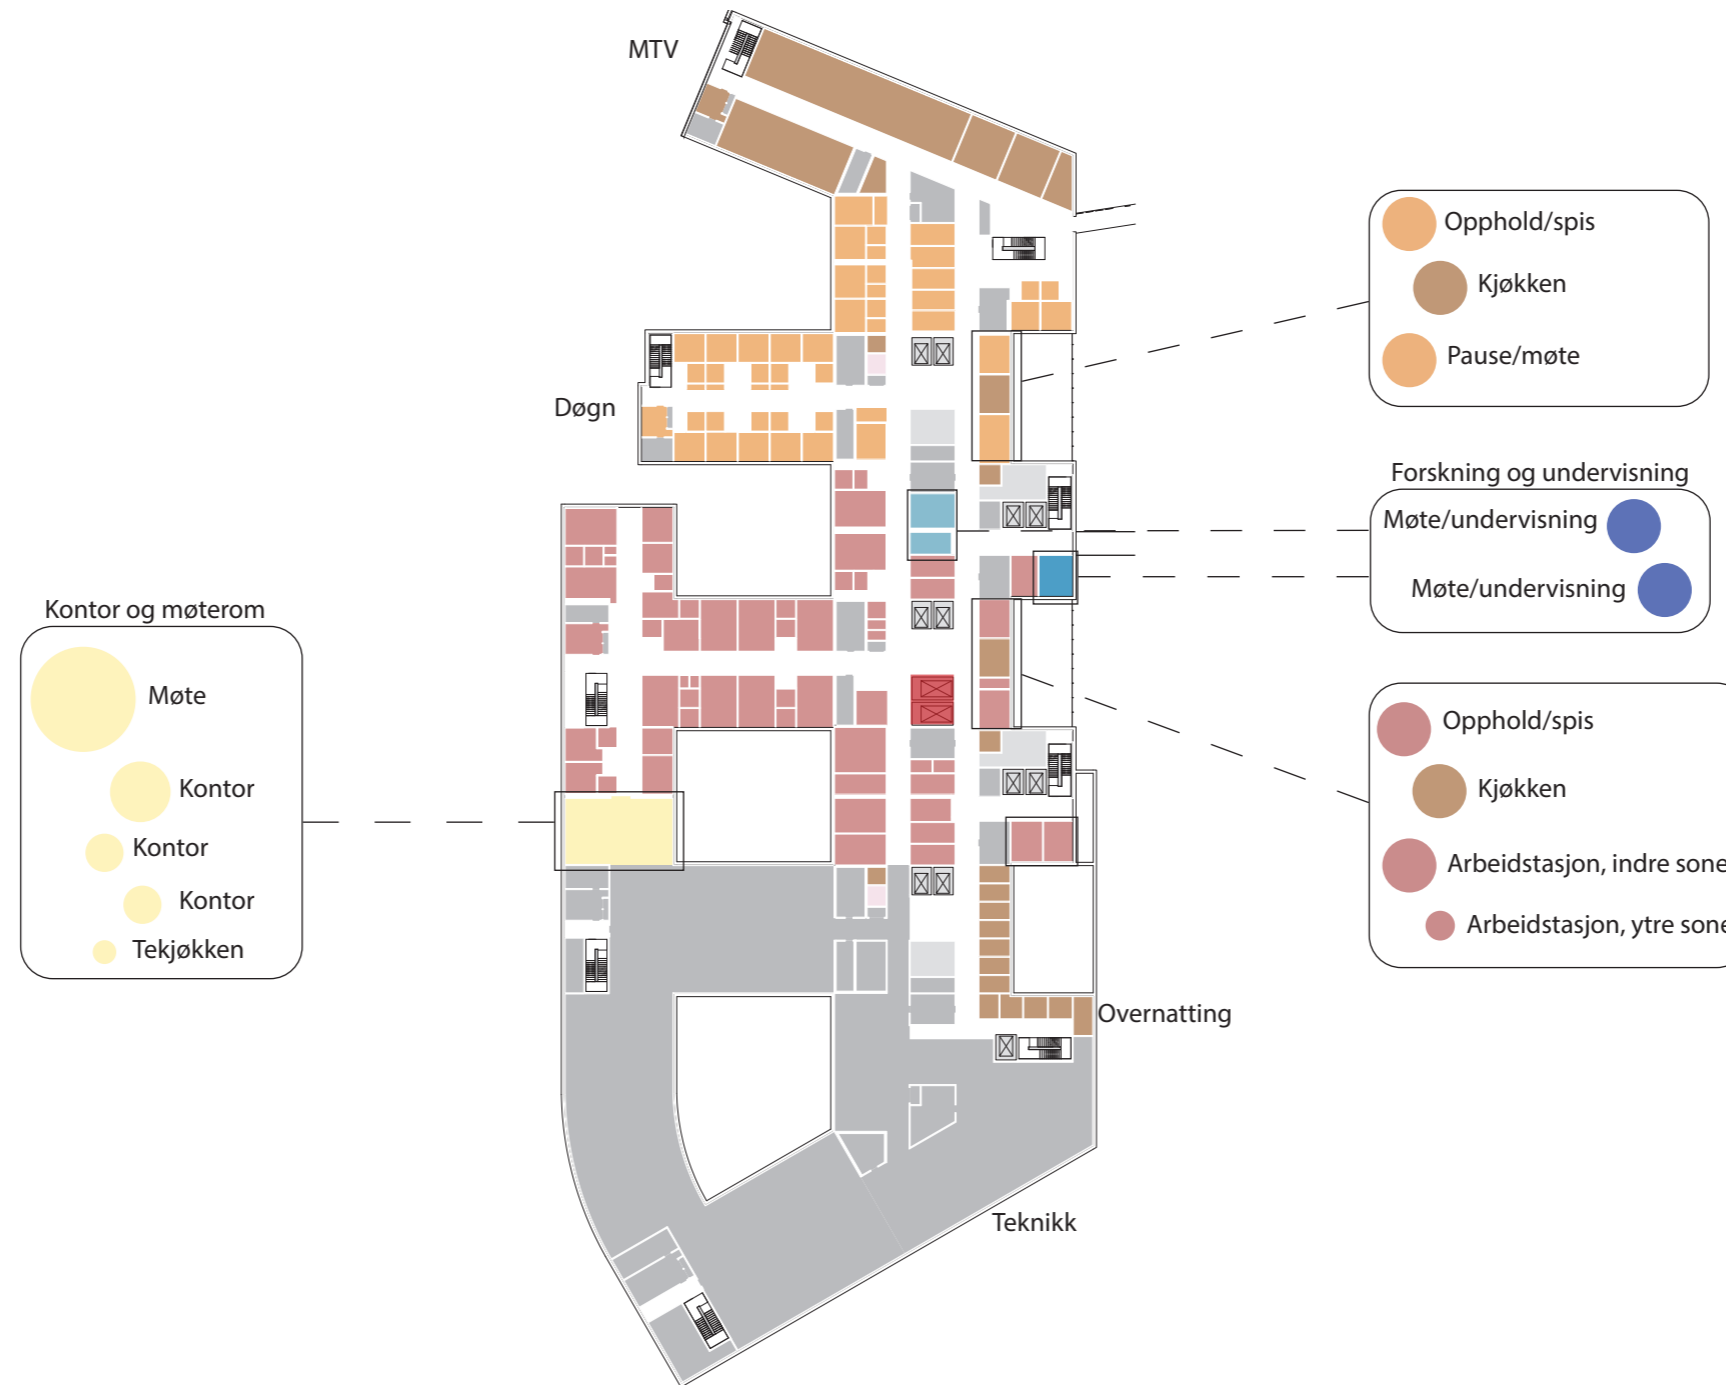 MTV
Døgn
Kontor og møterom
Møte
Kontor
Kontor
Kontor
Tekjøkken
Opphold/spis
Kjøkken
Pause/møte
Forskning og undervisning
Møte/undervisning
Møte/undervisning
Opphold/spis
Kjøkken
Arbeidstasjon, indre sone
Arbeidstasjon, ytre sone
Overnatting
Teknikk